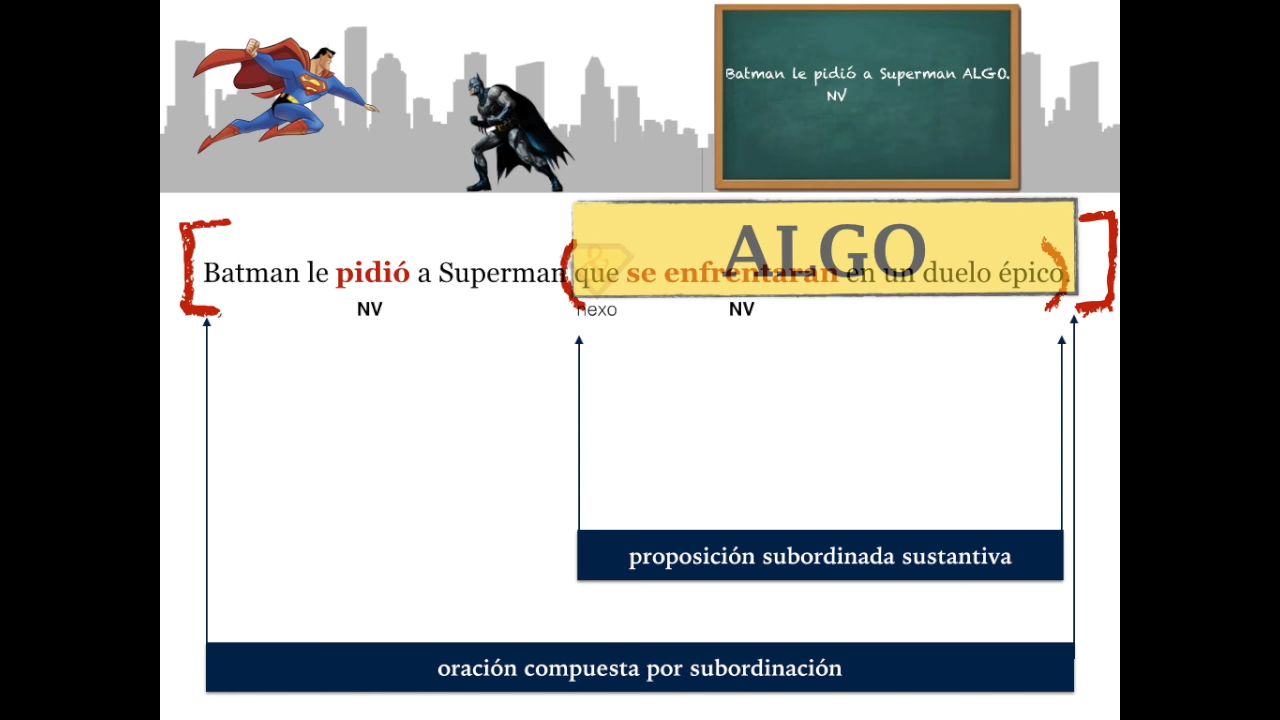 Batman le pidió a Superman ALGO.
NV
ALGO
Batman le pidió a Superman que se enfrentaran en un duelo épico.
NV nexo NV
proposición subordinada sustantiva
oración compuesta por subordinación